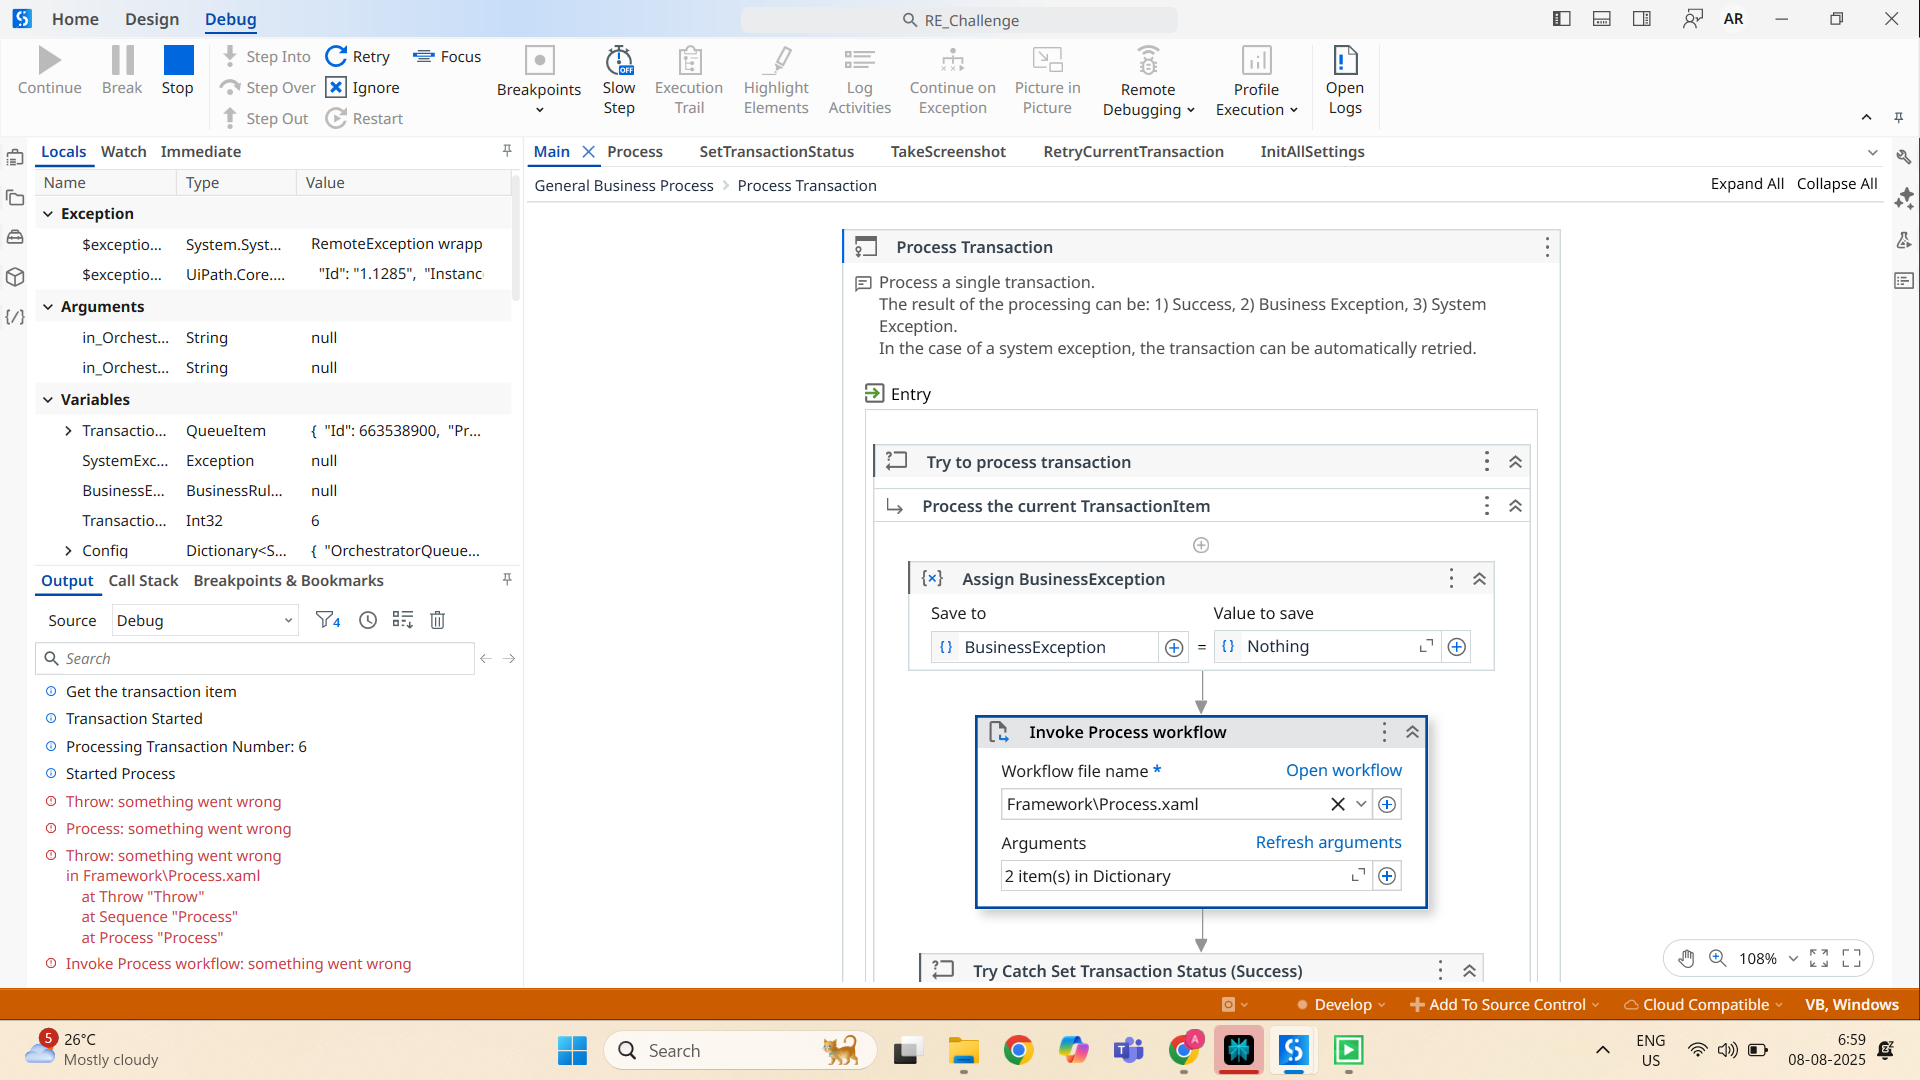 Home Design Debug
RE_Challenge
AR
Continue
Break
Stop
Step Into
Step Over
Step Out
Retry
Ignore
Restart
Focus
Breakpoints
Slow Step
OFF
Execution Trail
Highlight Elements
Log Activities
Continue on Exception
Picture in Picture
Remote Debugging
Profile Execution
Open Logs
Locals Watch Immediate
Name Type Value
Exception
$exceptio... System.Syst... RemoteException wrapp
$exceptio... UiPath.Core.... "Id": "1.1285", "Instanc
Arguments
in_Orchest... String null
in_Orchest... String null
Variables
Transactio... QueueItem { "Id": 663538900, "Pr...
SystemExc... Exception null
BusinessE... BusinessRul... null
Transactio... Int32 6
Config Dictionary<S... { "OrchestratorQueue...
Output Call Stack Breakpoints & Bookmarks
Source Debug 4
Search
Get the transaction item
Transaction Started
Processing Transaction Number: 6
Started Process
Throw: something went wrong
Process: something went wrong
Throw: something went wrong
in Framework\Process.xaml
at Throw "Throw"
at Sequence "Process"
at Process "Process"
Invoke Process workflow: something went wrong
Main Process SetTransactionStatus TakeScreenshot RetryCurrentTransaction InitAllSettings
General Business Process > Process Transaction
Expand All Collapse All
Process Transaction
Process a single transaction.
The result of the processing can be: 1) Success, 2) Business Exception, 3) System
Exception.
In the case of a system exception, the transaction can be automatically retried.
Entry
Try to process transaction
Process the current TransactionItem
Assign BusinessException
Save to Value to save
BusinessException = Nothing
Invoke Process workflow
Workflow file name * Open workflow
Framework\Process.xaml
Arguments Refresh arguments
2 item(s) in Dictionary
Try Catch Set Transaction Status (Success)
108%
Develop Add To Source Control Cloud Compatible VB, Windows
5
26°C
Mostly cloudy
Search
A
ENG
US
6:59
08-08-2025